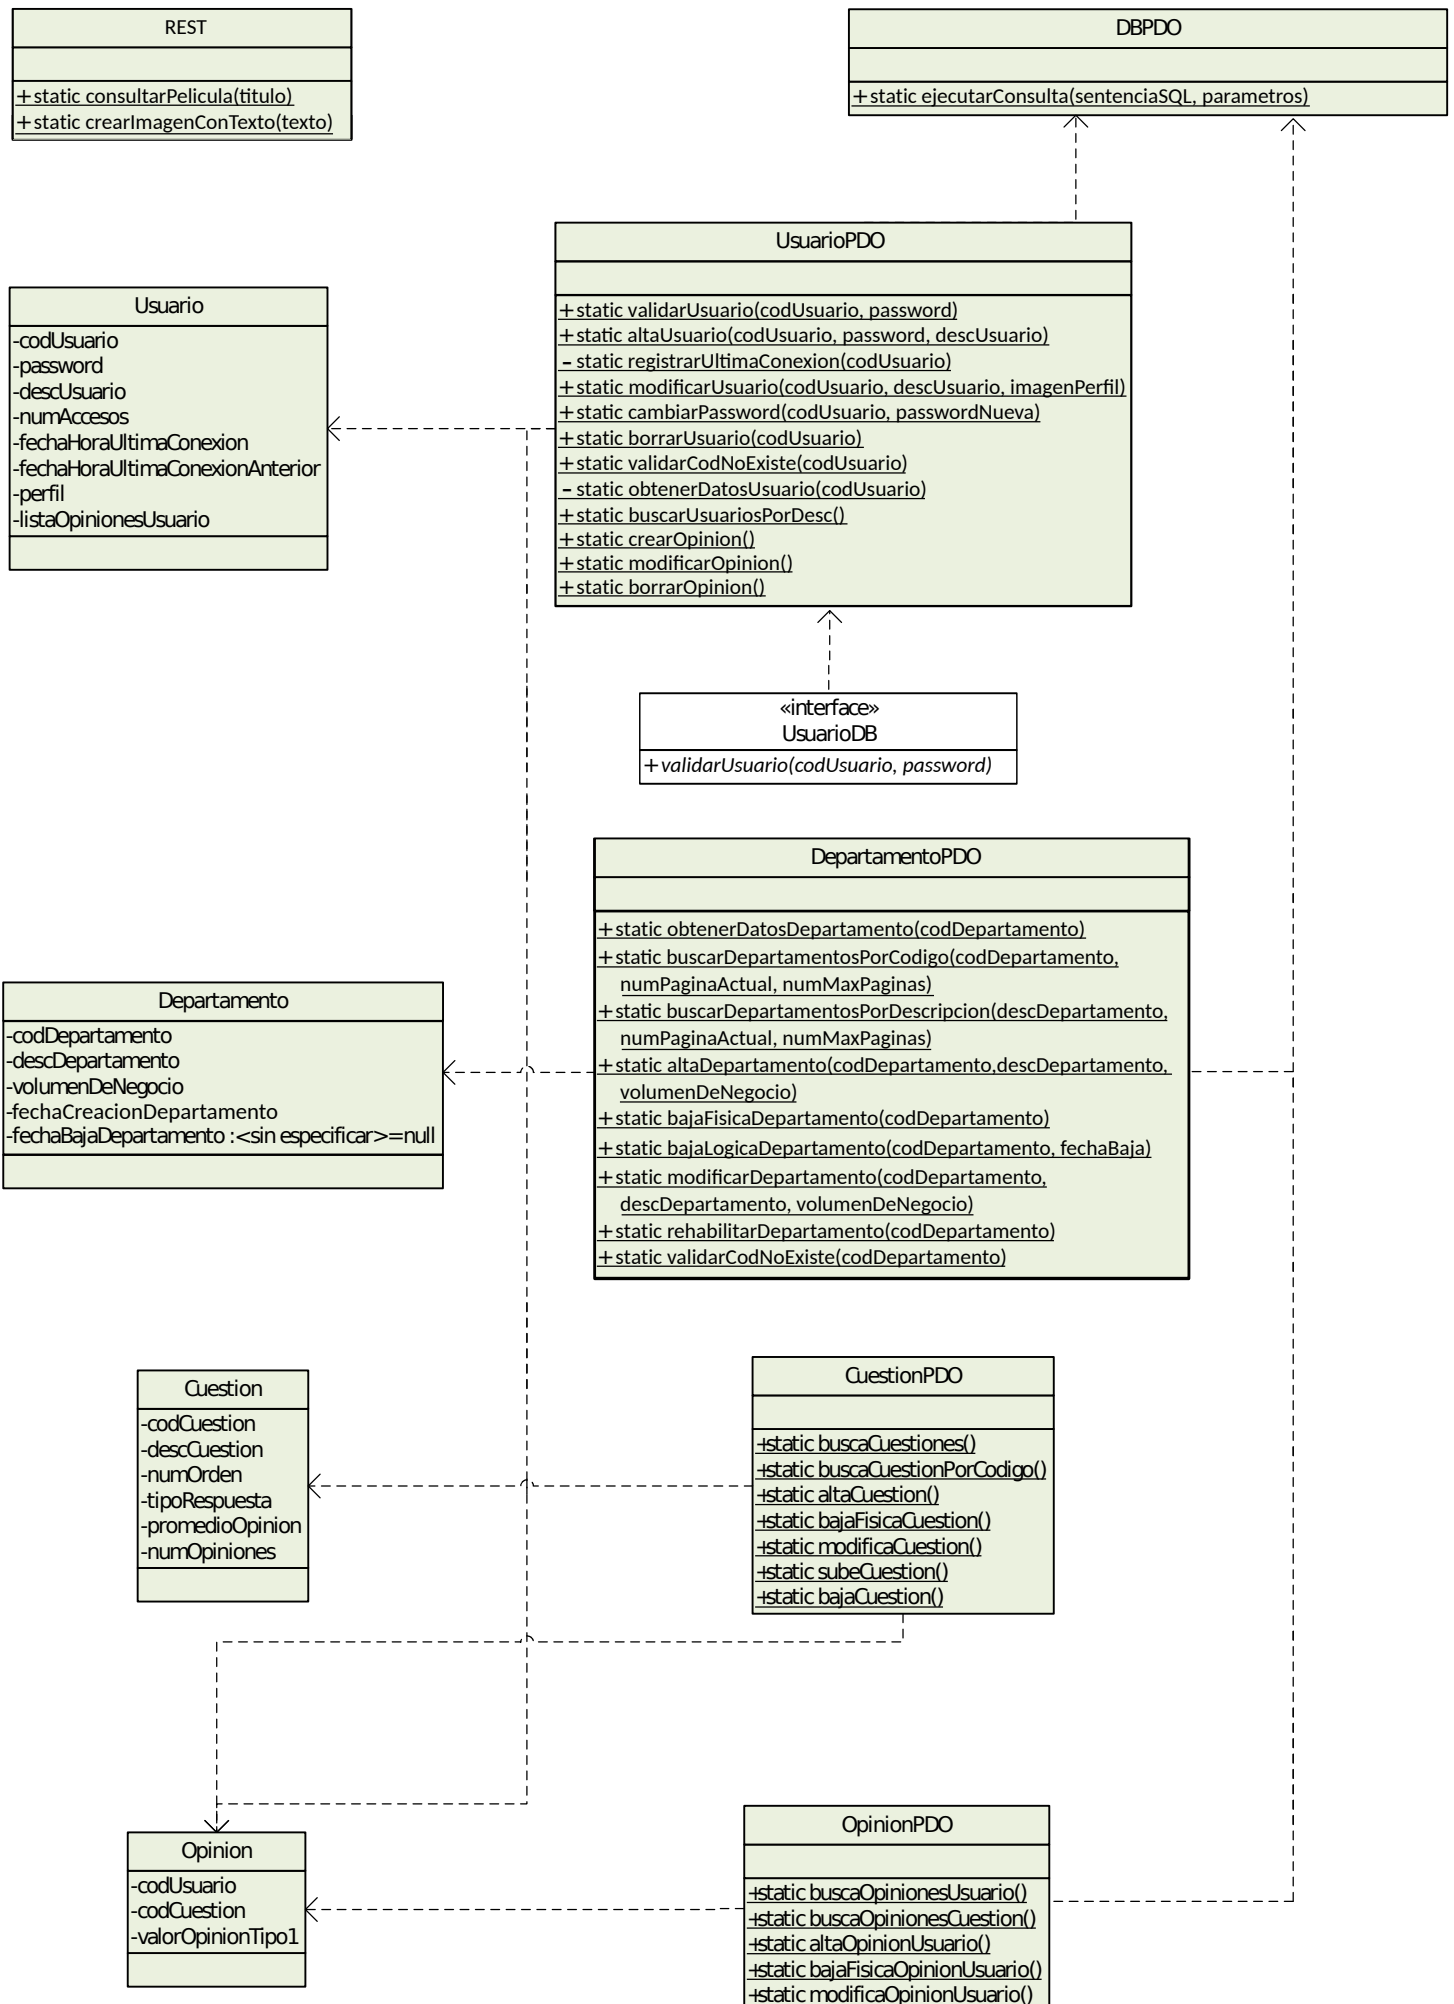 REST
+static consultarPelicula(titulo)
+static crearImagenConTexto(texto)
DBPDO
+static ejecutarConsulta(sentenciaSQL, parametros)
UsuarioPDO
+static validarUsuario(codUsuario, password)
+static altaUsuario(codUsuario, password, descUsuario)
- static registrarUltimaConexion(codUsuario)
+static modificarUsuario(codUsuario, descUsuario, imagenPerfil)
+static cambiarPassword(codUsuario, passwordNueva)
+static borrarUsuario(codUsuario)
+static validarCodNoExiste(codUsuario)
- static obtenerDatosUsuario(codUsuario)
+static buscarUsuariosPorDesc()
+static crearOpinion()
+static modificarOpinion()
+static borrarOpinion()
Usuario
-codUsuario
-password
-descUsuario
-numAccesos
-fechaHoraUltimaConexion
-fechaHoraUltimaConexionAnterior
-perfil
-listaOpinionesUsuario
«interface»
UsuarioDB
+validarUsuario(codUsuario, password)
DepartamentoPDO
+static obtenerDatosDepartamento(codDepartamento)
+static buscarDepartamentosPorCodigo(codDepartamento,
numPaginaActual, numMaxPaginas)
+static buscarDepartamentosPorDescripcion(descDepartamento,
numPaginaActual, numMaxPaginas)
+static altaDepartamento(codDepartamento,descDepartamento,
volumenDeNegocio)
+static bajaFisicaDepartamento(codDepartamento)
+static bajaLogicaDepartamento(codDepartamento, fechaBaja)
+static modificarDepartamento(codDepartamento,
descDepartamento, volumenDeNegocio)
+static rehabilitarDepartamento(codDepartamento)
+static validarCodNoExiste(codDepartamento)
Departamento
-codDepartamento
-descDepartamento
-volumenDeNegocio
-fechaCreacionDepartamento
-fechaBajaDepartamento :<sin especificar>=null
Cuestion
-codCuestion
-descCuestion
-numOrden
-tipoRespuesta
-promedioOpinion
-numOpiniones
CuestionPDO
+static buscaCuestiones()
+static buscaCuestionPorCodigo()
+static altaCuestion()
+static bajaFisicaCuestion()
+static modificaCuestion()
+static subeCuestion()
+static bajaCuestion()
Opinion
-codUsuario
-codCuestion
-valorOpinionTipo1
OpinionPDO
+static buscaOpinionesUsuario()
+static buscaOpinionesCuestion()
+static altaOpinionUsuario()
+static bajaFisicaOpinionUsuario()
+static modificaOpinionUsuario()